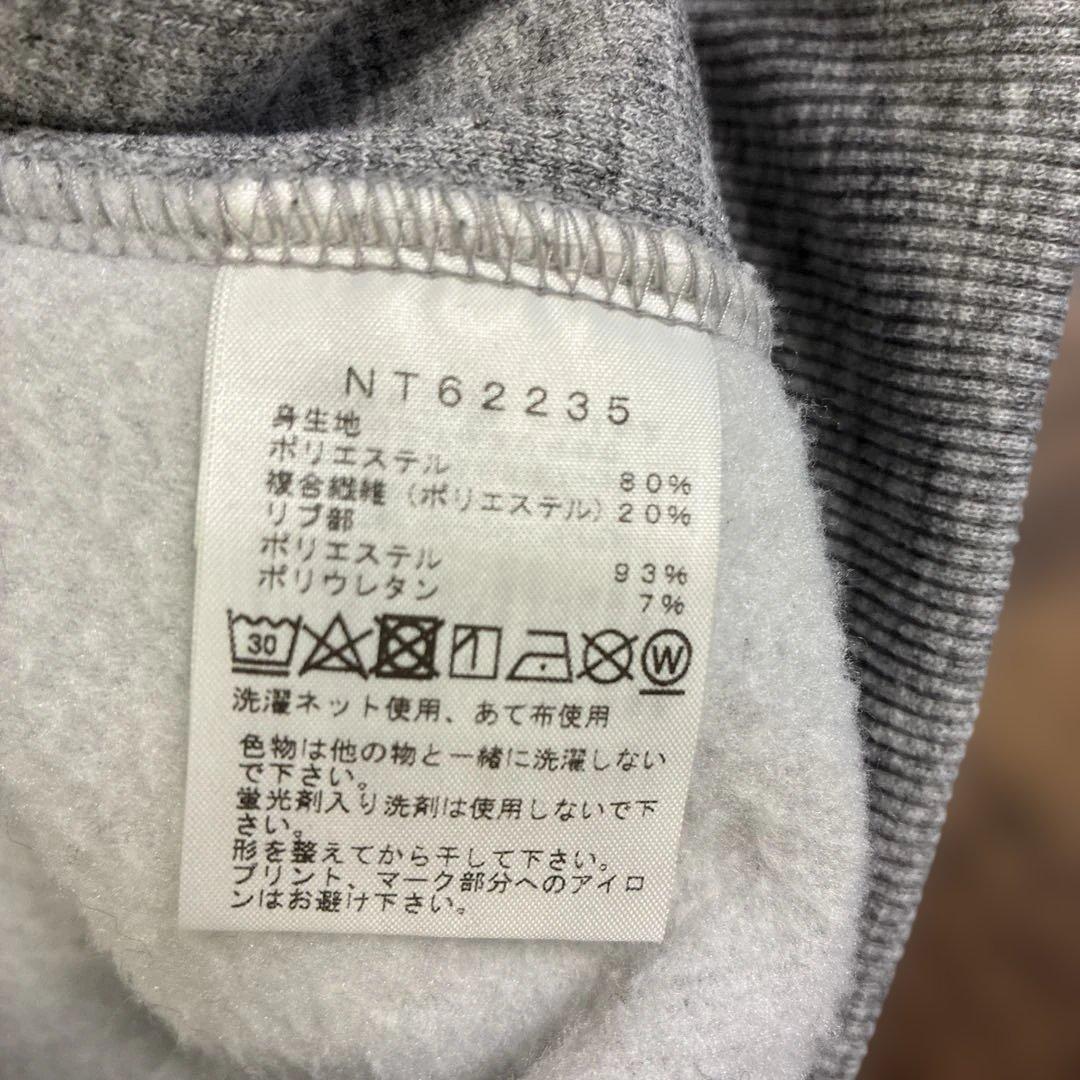 NT62235
身生地
ポリエステル 80%
複合繊維(ポリエステル) 20%
リブ部
ポリエステル 93%
ポリウレタン 7%
30 W
洗濯ネット使用、あて布使用
色物は他の物と一緒に洗濯しない
で下さい。
蛍光剤入り洗剤は使用しないで下
さい。
形を整えてから干して下さい。
プリント、マーク部分へのアイロ
ンはお避け下さい。